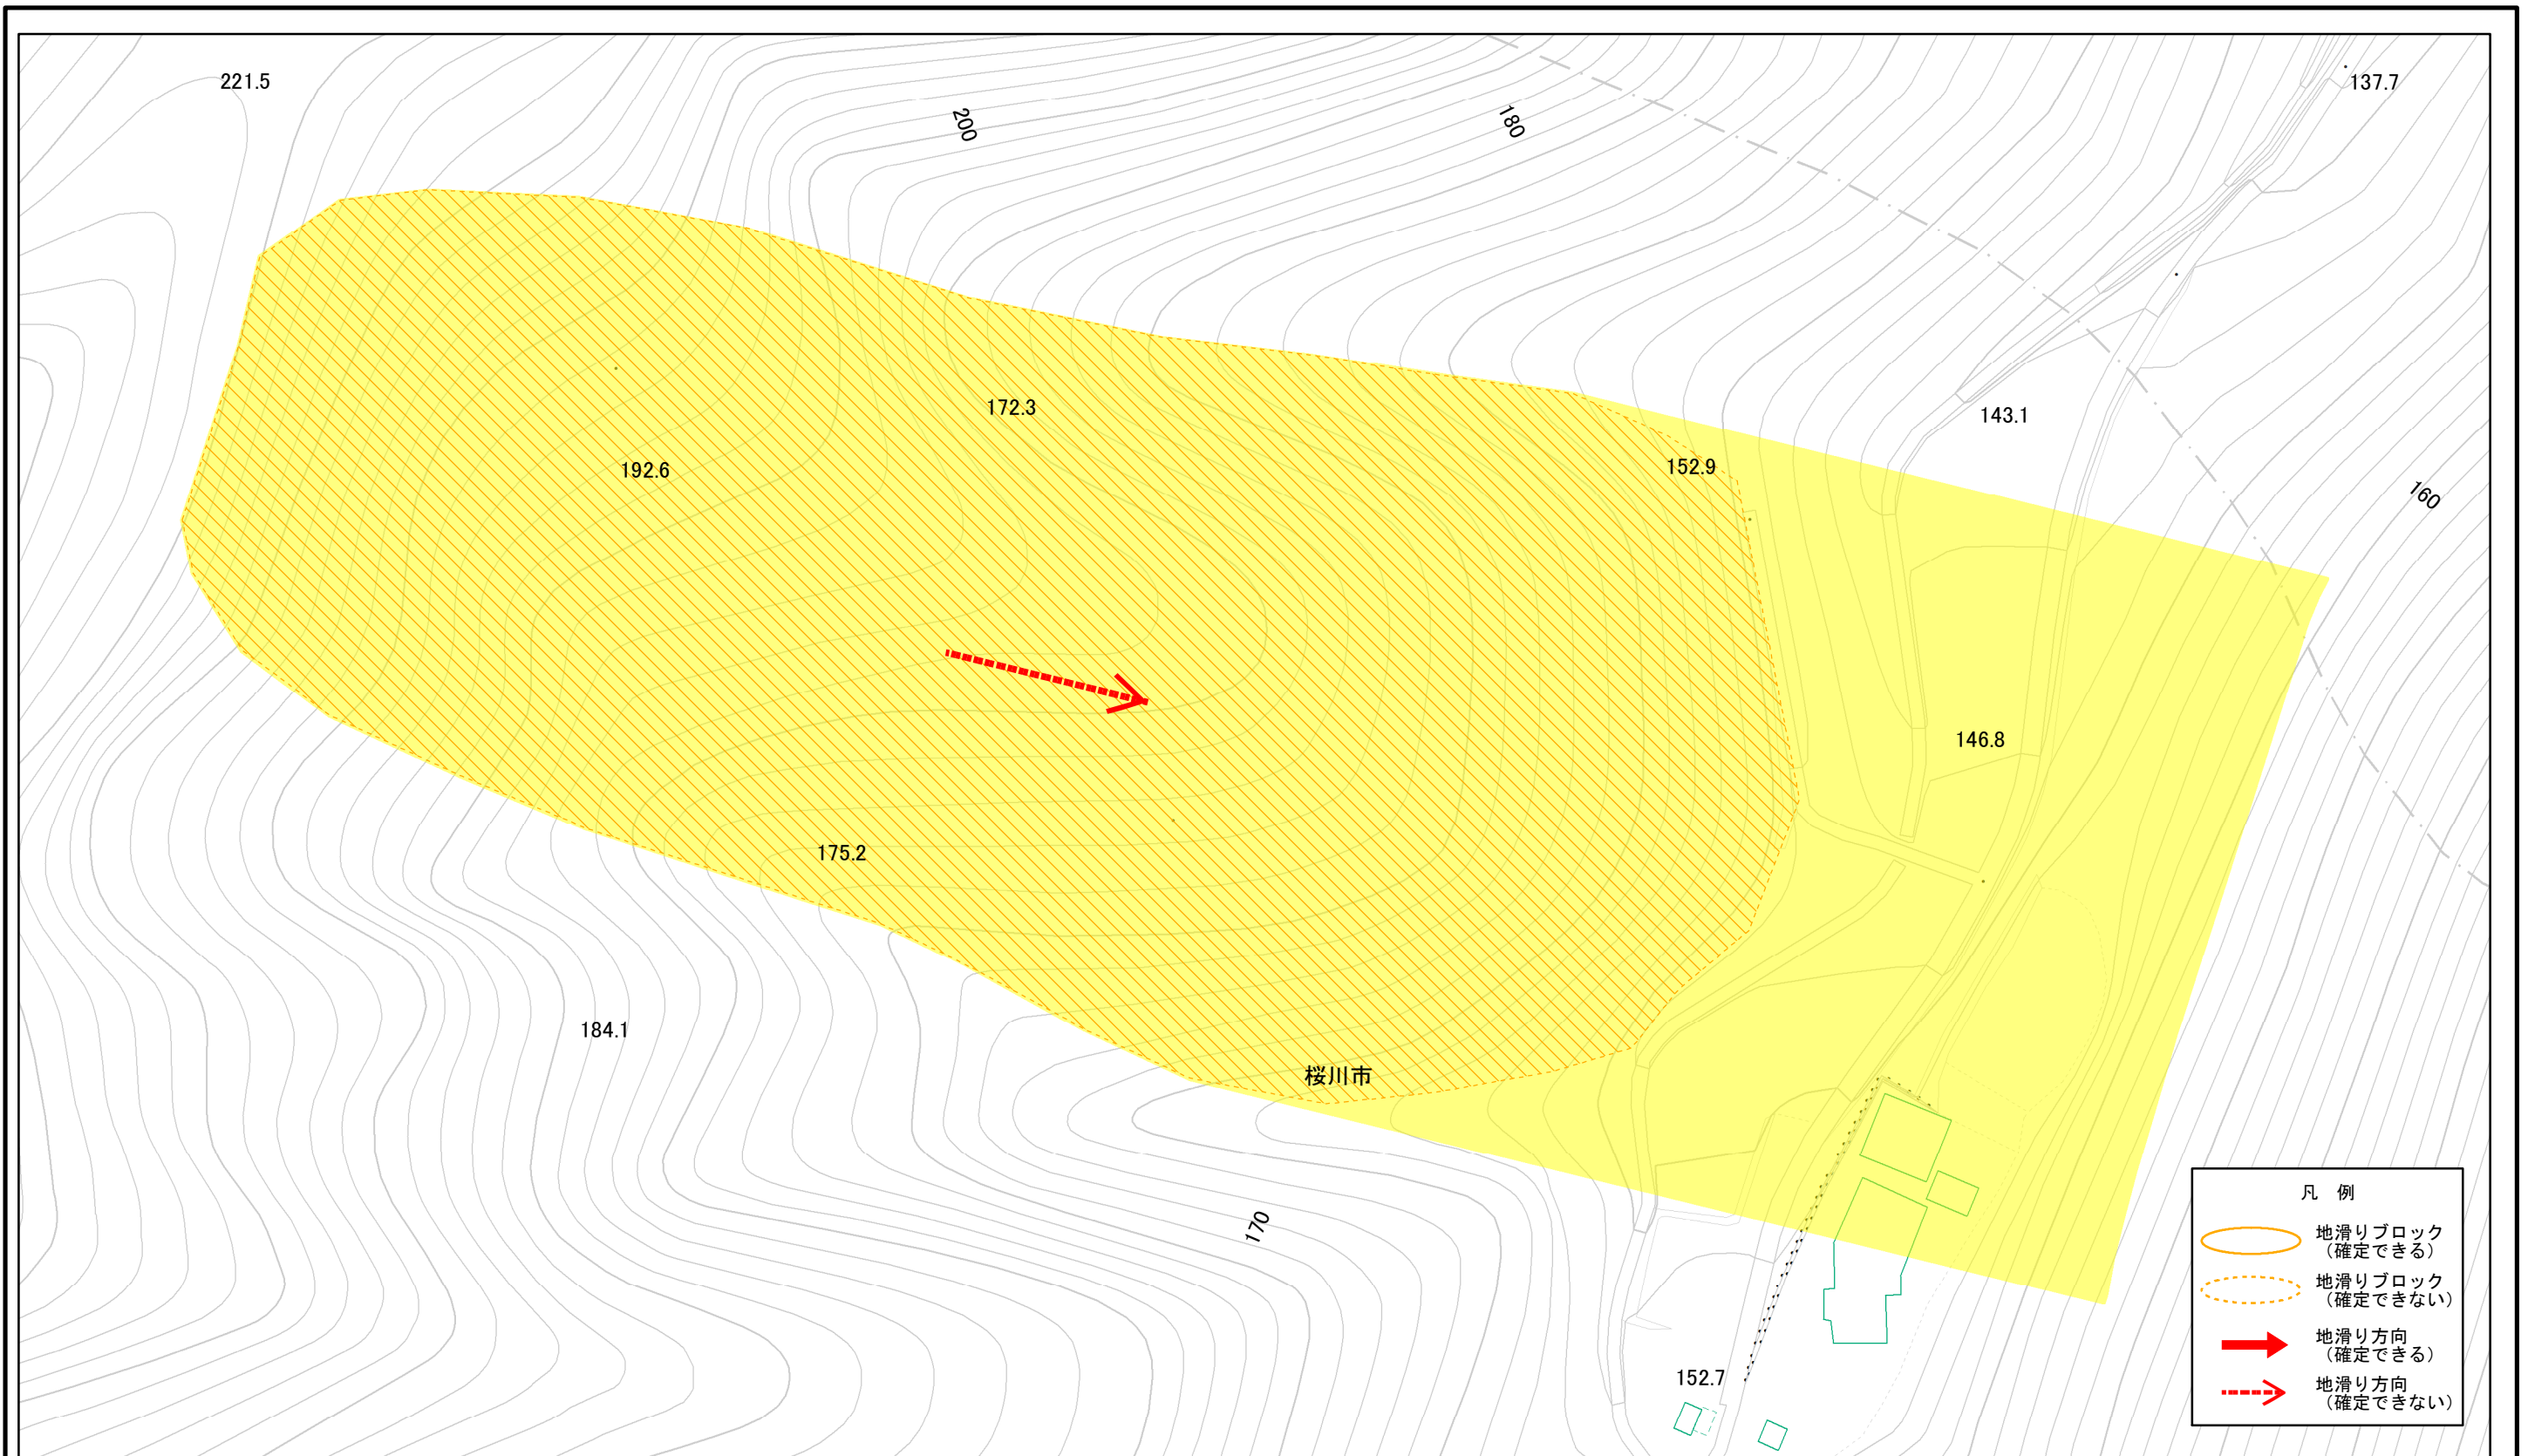 221.5
200
180
137.7
172.3
143.1
192.6
152.9
160
146.8
175.2
184.1
桜川市
170
152.7
凡 例
地滑りブロック
(確定できる)
地滑りブロック
(確定できない)
地滑り方向
(確定できる)
地滑り方向
(確定できない)